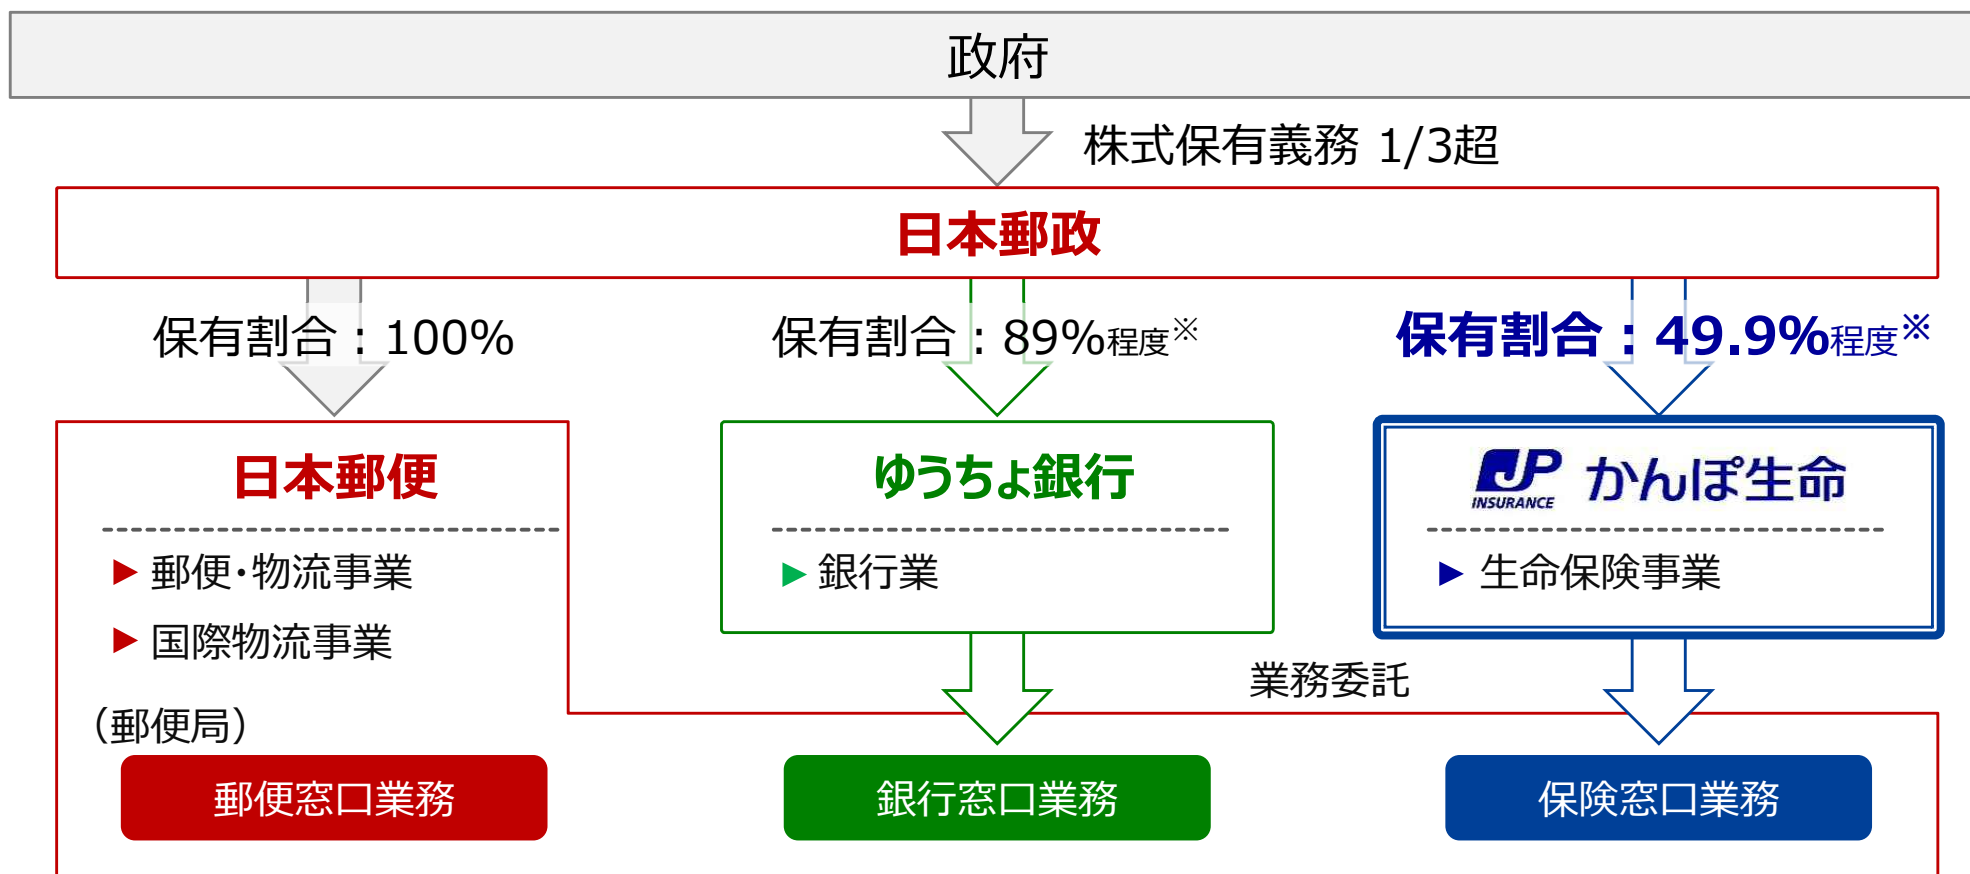 政府
株式保有義務 1/3超
日本郵政
保有割合：100%
保有割合：89%程度※
保有割合：49.9%程度※
日本郵便
ゆうちょ銀行
JP INSURANCE かんぽ生命
▶ 郵便・物流事業
▶ 国際物流事業
▶ 銀行業
▶ 生命保険事業
業務委託
（郵便局）
郵便窓口業務
銀行窓口業務
保険窓口業務